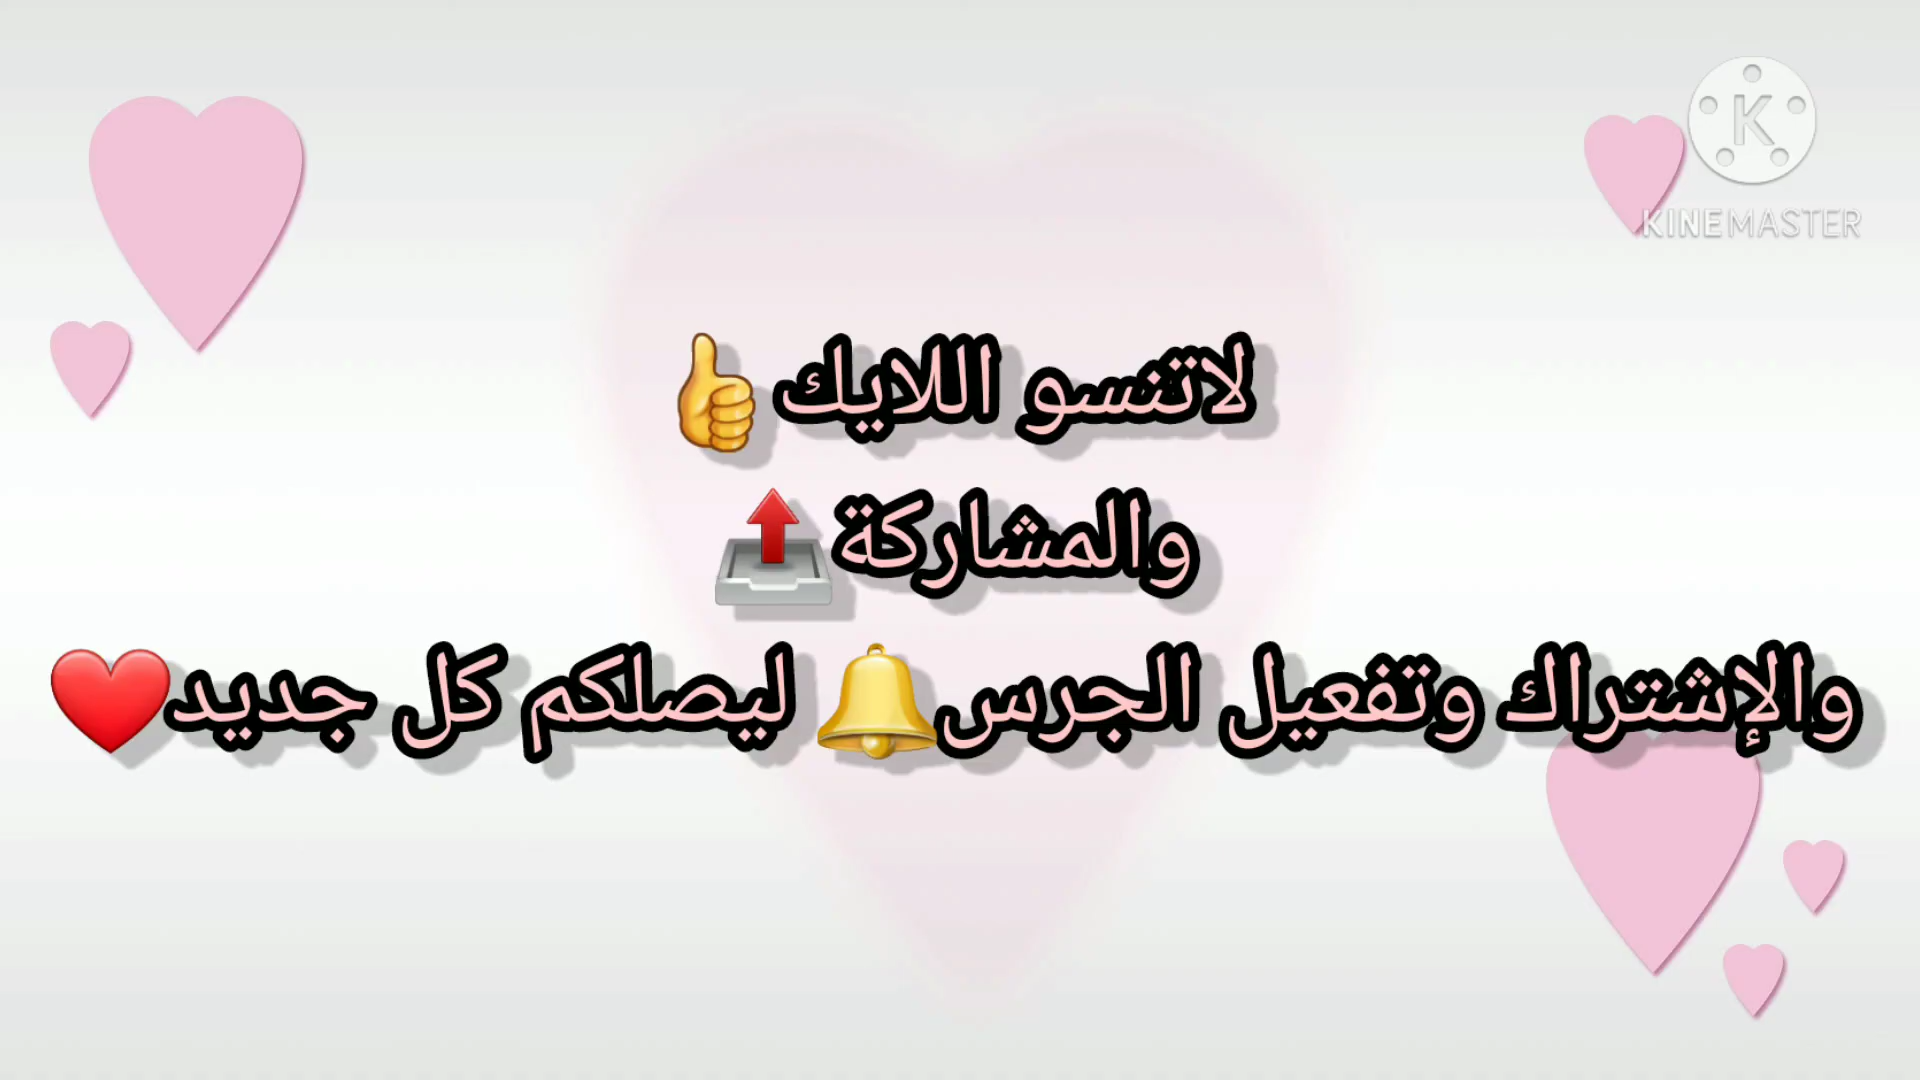 K
KINEMASTER
لاتنسو اللايك👍
والمشاركة📤
والإشتراك وتفعيل الجرس🔔 ليصلكم كل جديد❤️